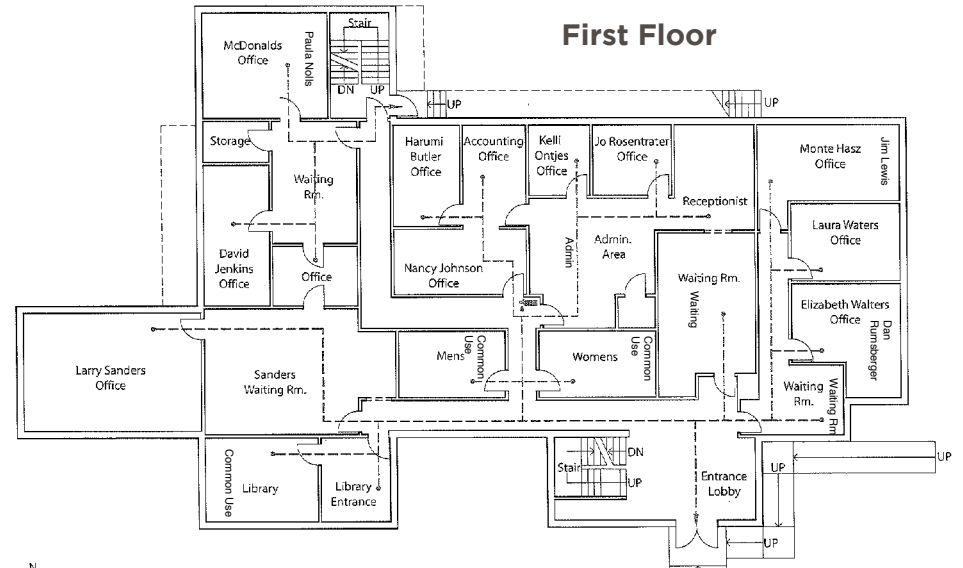 First Floor
McDonalds
Office
Paula Nolls
Stair
DN
UP
UP
UP
Storage
Waiting
Rm.
Harumi
Butler
Office
Accounting
Office
Kelli
Ontjes
Office
Jo Rosentrater
Office
Receptionist
Monte Hasz
Office
Jim Lewis
David
Jenkins
Office
Office
Nancy Johnson
Office
Admin
Admin.
Area
Waiting Rm.
Waiting
Laura Waters
Office
Elizabeth Walters
Office
Dan
Rumsberger
Larry Sanders
Office
Sanders
Waiting Rm.
Mens
Common
Use
Womens
Common
Use
Waiting
Rm.
Waiting Rm
Common Use
Library
Library
Entrance
Stair
DN
UP
Entrance
Lobby
UP
UP
UP
N